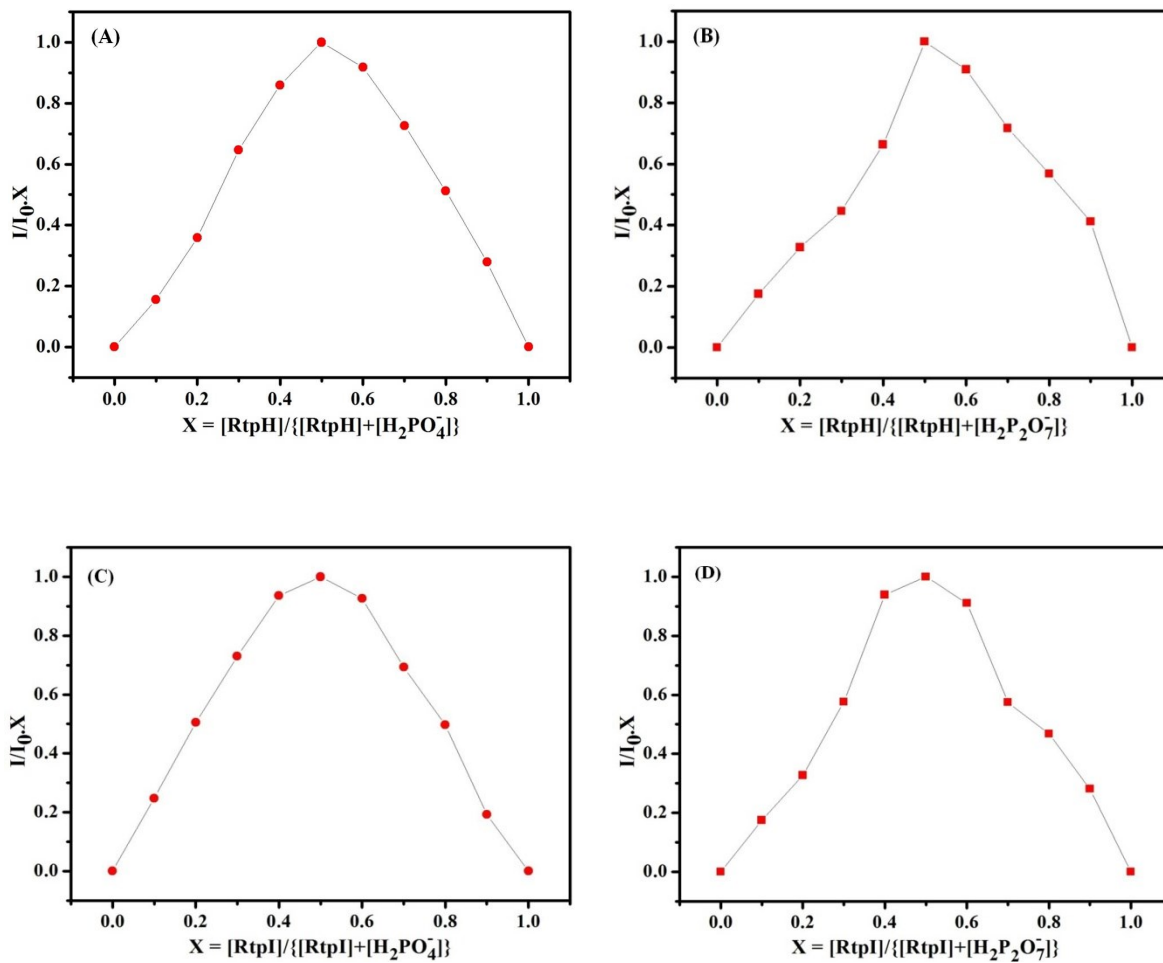 (A)
1.0
0.8
0.6
0.4
0.2
0.0
I/I₀.X
0.0 0.2 0.4 0.6 0.8 1.0
X = [RtpH]/{[RtpH]+[H₂PO₄⁻]}
(B)
1.0
0.8
0.6
0.4
0.2
0.0
I/I₀.X
0.0 0.2 0.4 0.6 0.8 1.0
X = [RtpH]/{[RtpH]+[H₂P₂O₇⁻]}
(C)
1.0
0.8
0.6
0.4
0.2
0.0
I/I₀.X
0.0 0.2 0.4 0.6 0.8 1.0
X = [RtpI]/{[RtpI]+[H₂PO₄⁻]}
(D)
1.0
0.8
0.6
0.4
0.2
0.0
I/I₀.X
0.0 0.2 0.4 0.6 0.8 1.0
X = [RtpI]/{[RtpI]+[H₂P₂O₇⁻]}